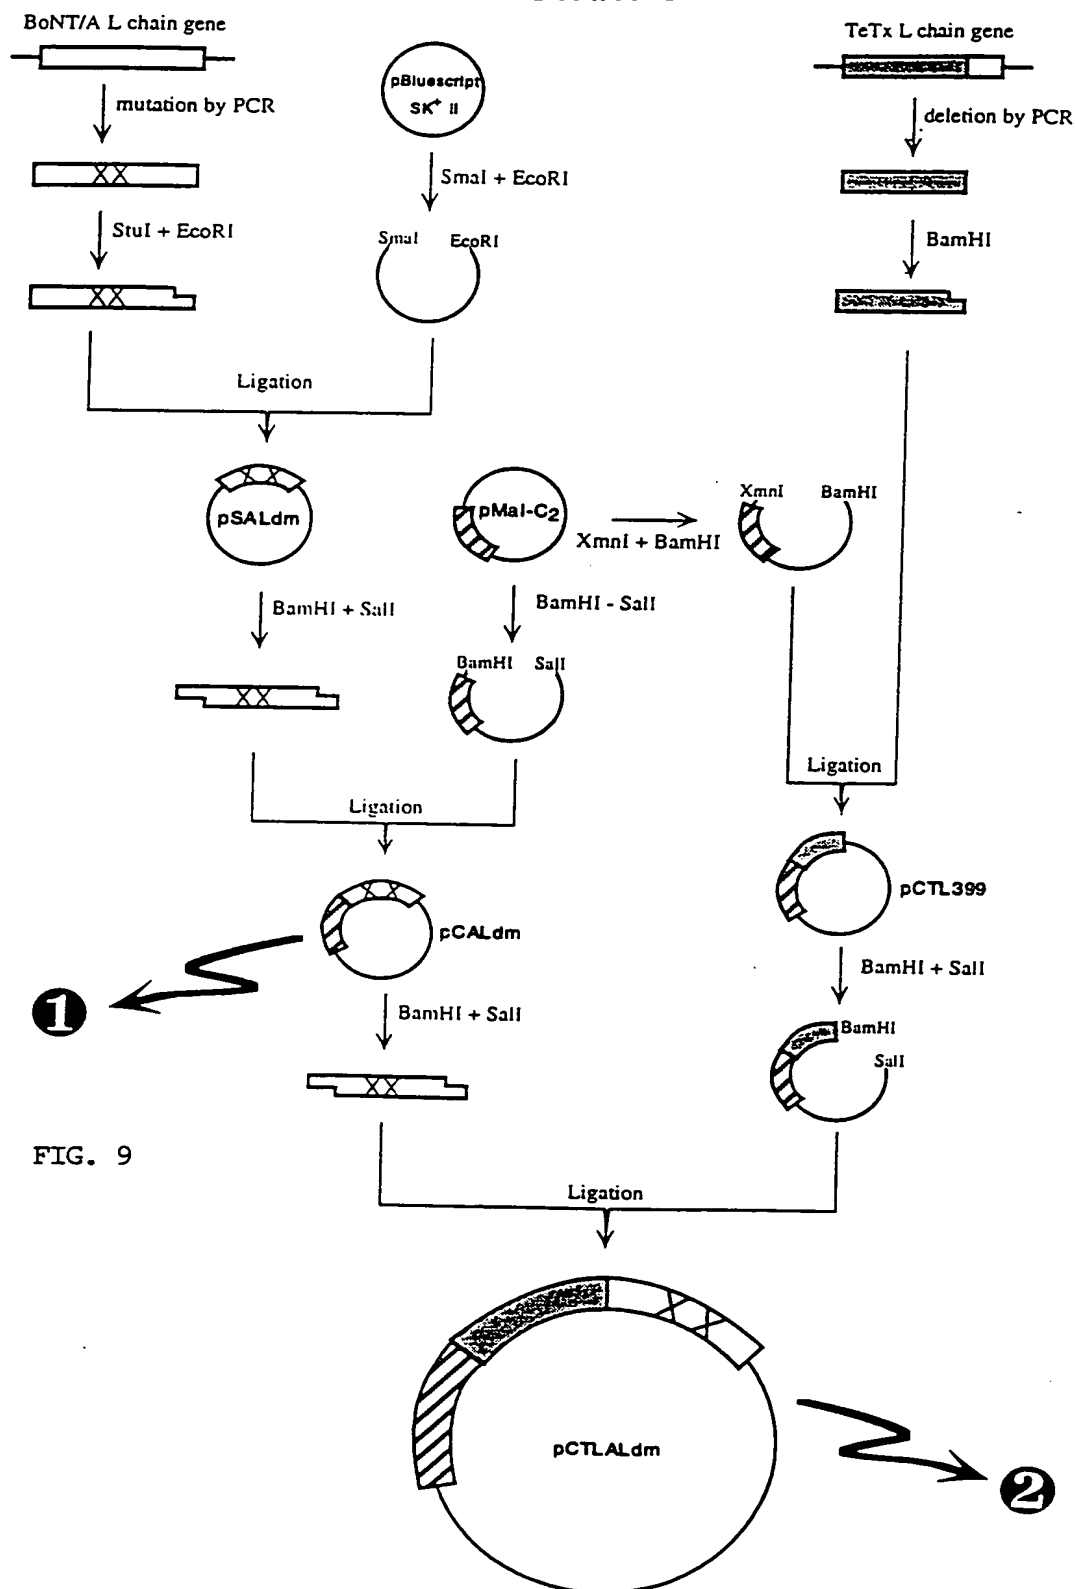 BoNT/A L chain gene
mutation by PCR
StuI + EcoRI
pBluescript
SK+ II
SmaI + EcoRI
SmaI
EcoRI
TeTx L chain gene
deletion by PCR
BamHI
Ligation
pSALdm
pMal-C2
XmnI + BamHI
XmnI
BamHI
BamHI + SalI
BamHI - SalI
BamHI
SalI
Ligation
Ligation
pCALdm
pCTL399
1
BamHI + SalI
BamHI + SalI
BamHI
SalI
FIG. 9
Ligation
pCTLALdm
2